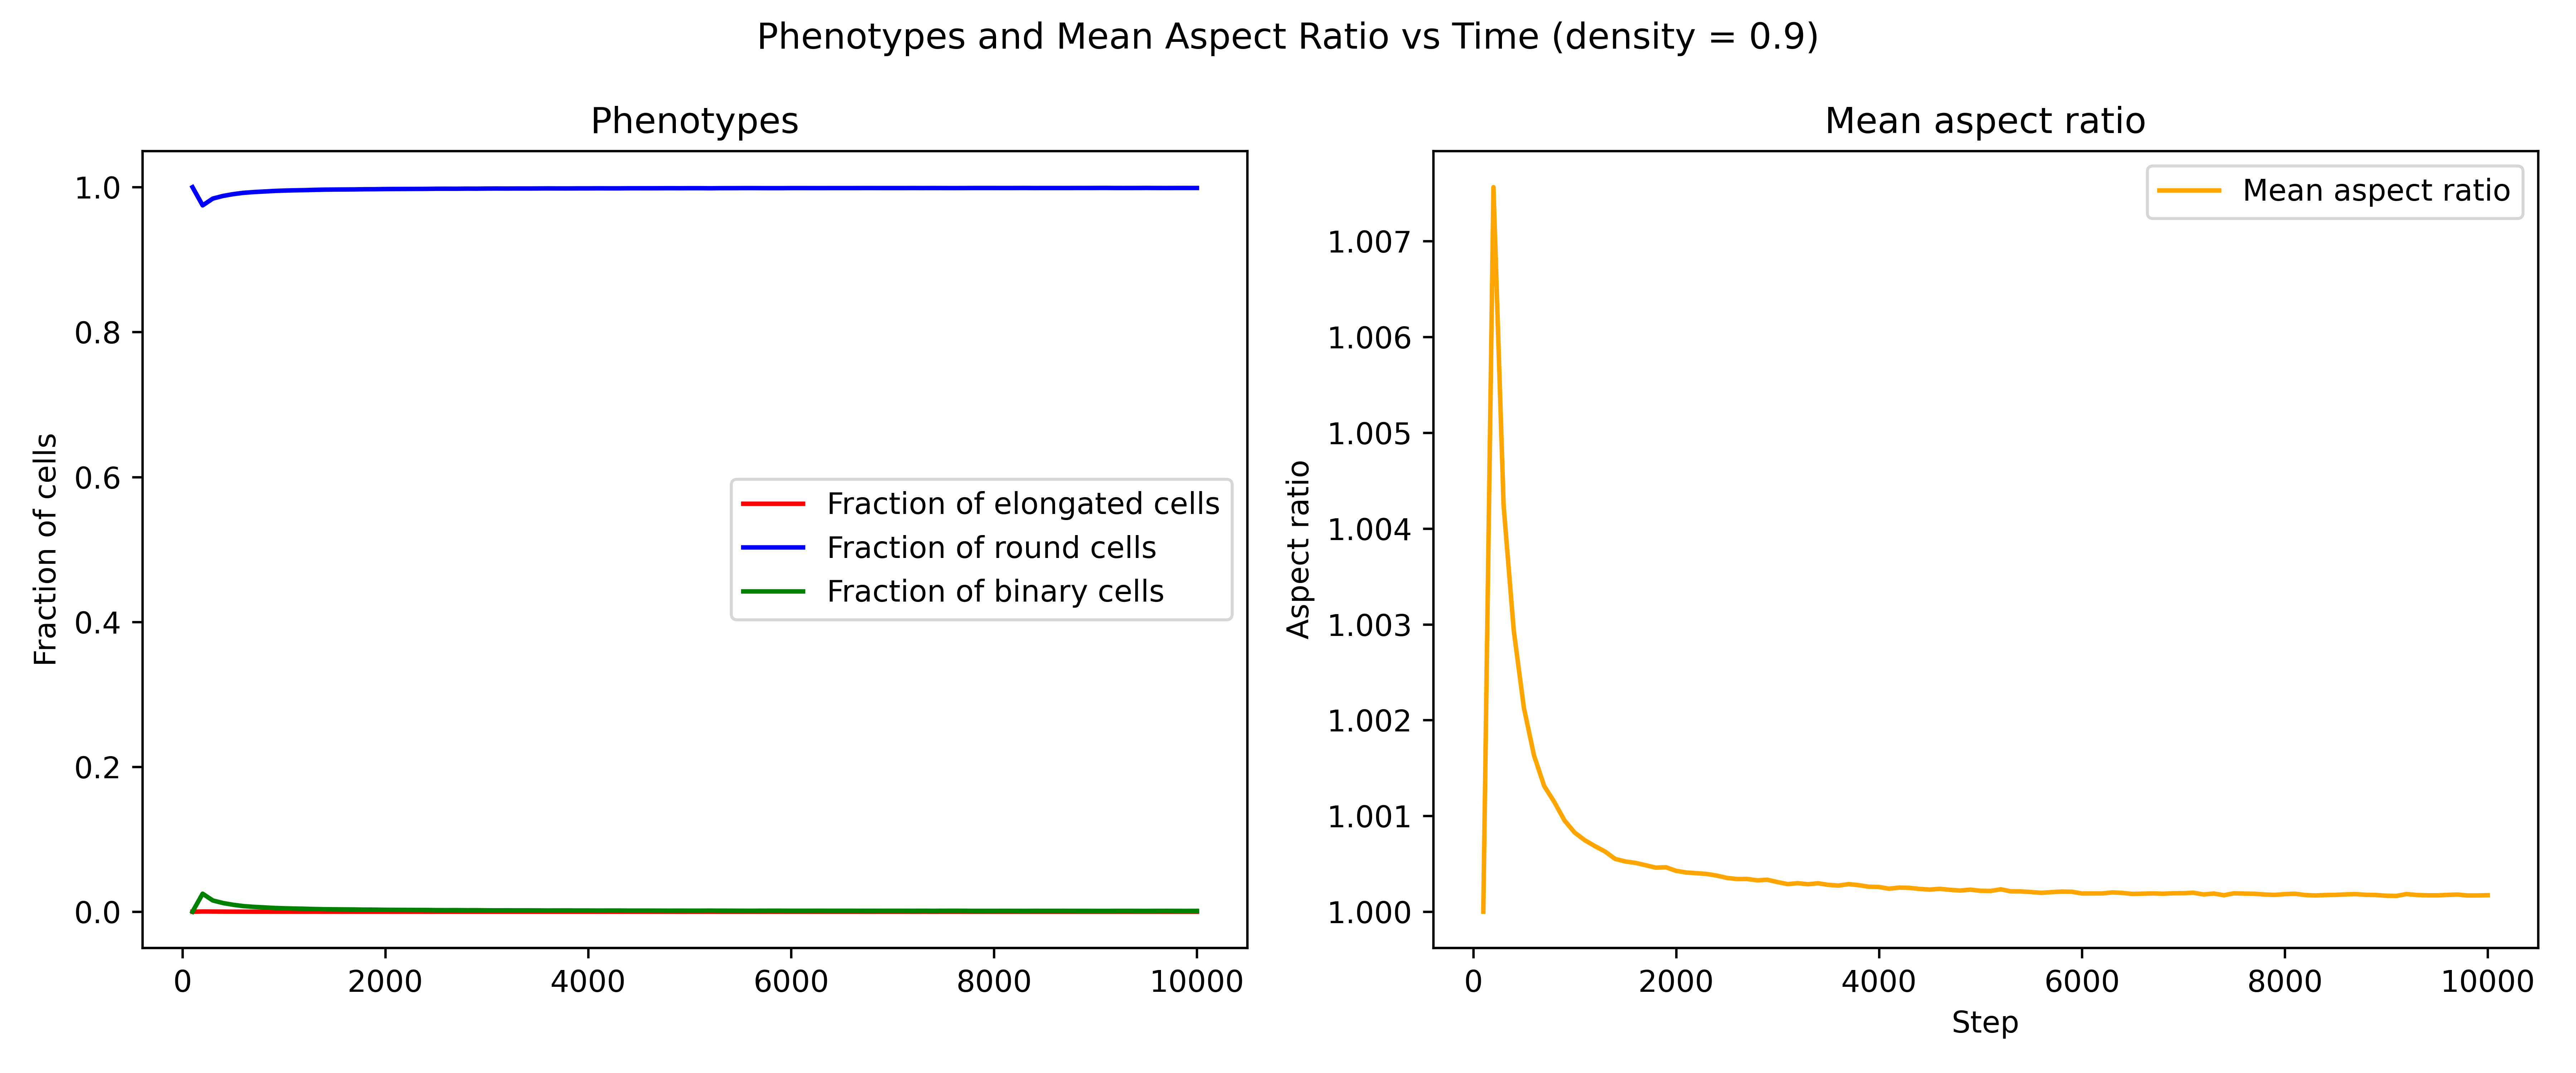 Phenotypes and Mean Aspect Ratio vs Time (density = 0.9)
Phenotypes
Fraction of cells
1.0
0.8
0.6
0.4
0.2
0.0
Fraction of elongated cells
Fraction of round cells
Fraction of binary cells
0 2000 4000 6000 8000 10000
Mean aspect ratio
Aspect ratio
1.007
1.006
1.005
1.004
1.003
1.002
1.001
1.000
Mean aspect ratio
0 2000 4000 6000 8000 10000
Step